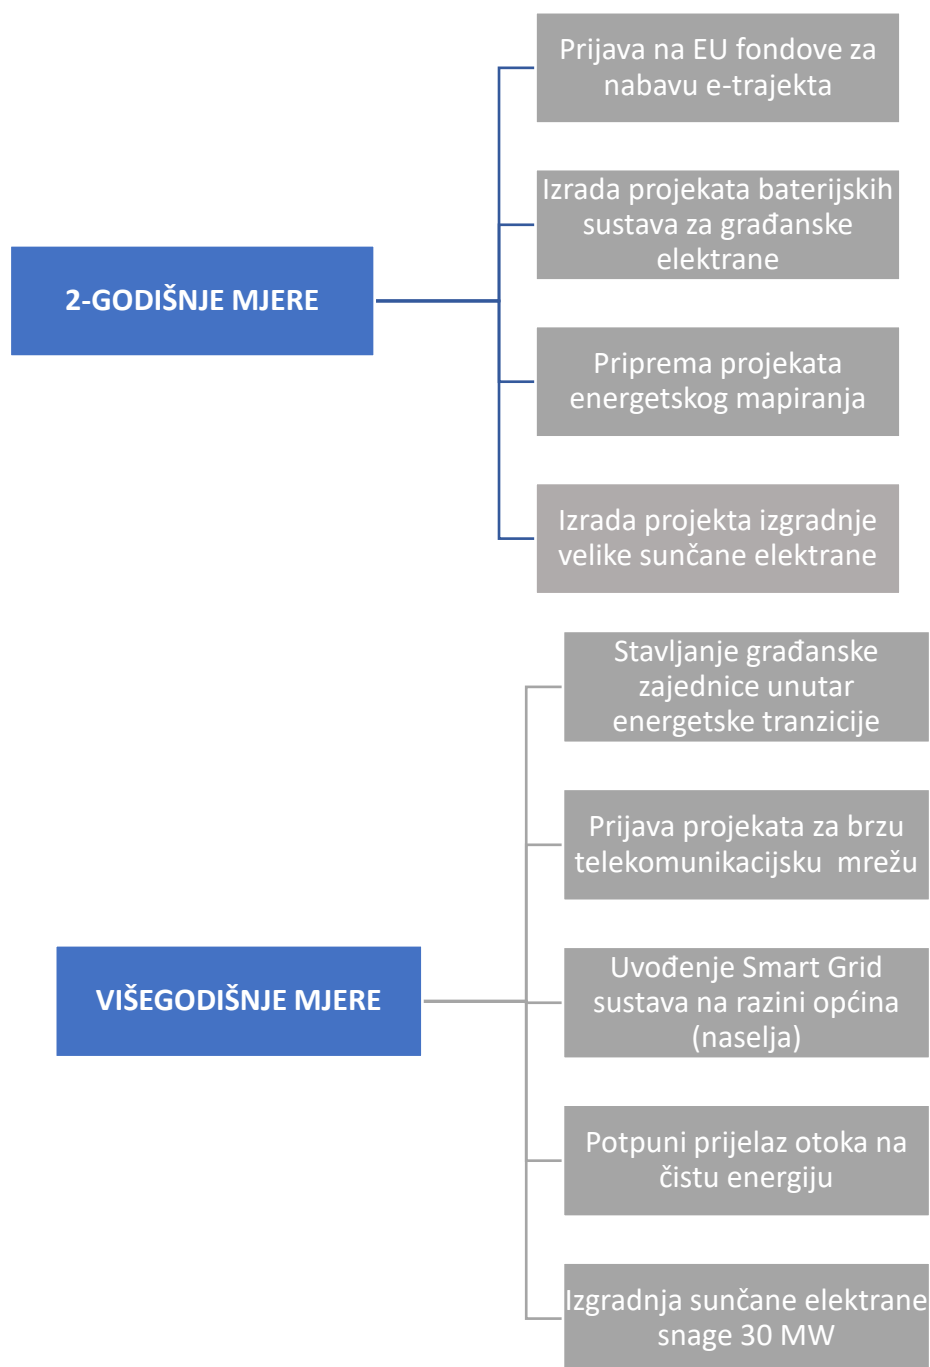 2-GODIŠNJE MJERE
Prijava na EU fondove za
nabavu e-trajekta
Izrada projekata baterijskih
sustava za građanske
elektrane
Priprema projekata
energetskog mapiranja
Izrada projekta izgradnje
velike sunčane elektrane
VIŠEGODIŠNJE MJERE
Stavljanje građanske
zajednice unutar
energetske tranzicije
Prijava projekata za brzu
telekomunikacijsku  mrežu
Uvođenje Smart Grid
sustava na razini općina
(naselja)
Potpuni prijelaz otoka na
čistu energiju
Izgradnja sunčane elektrane
snage 30 MW